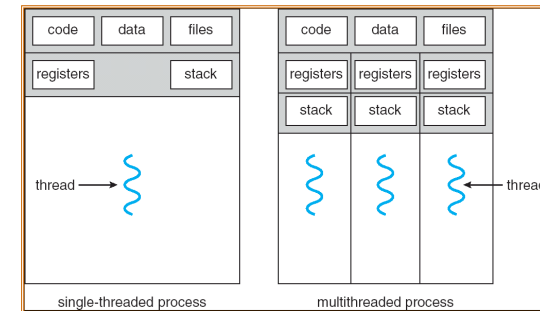 code data files code data files
registers stack registers registers registers
stack stack stack
thread threa
single-threaded process multithreaded process